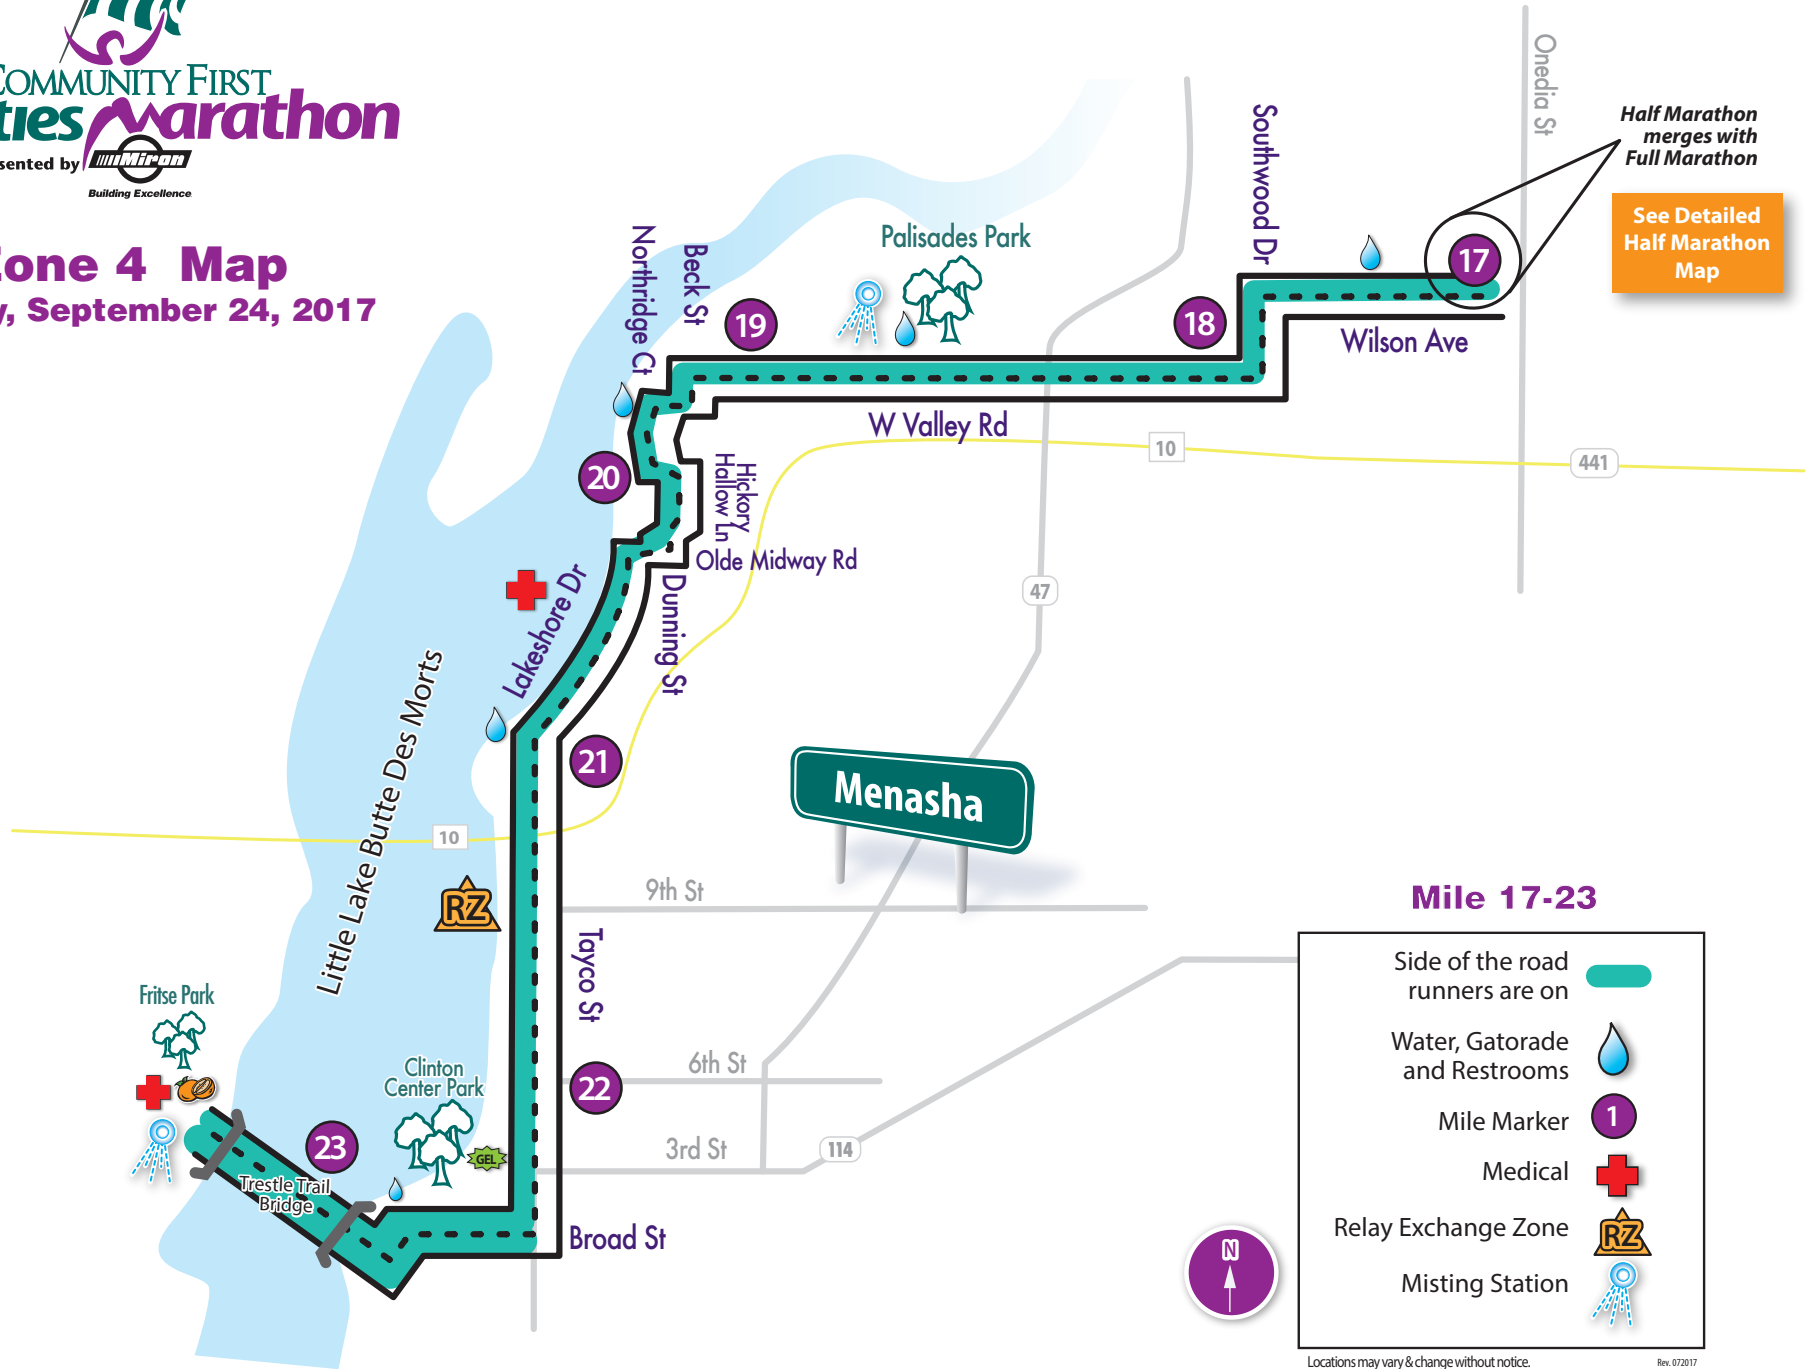 COMMUNITY FIRST
ties Marathon
sented by Miron
Building Excellence
Zone 4 Map
y, September 24, 2017
Onedia St
Half Marathon
merges with
Full Marathon
See Detailed
Half Marathon
Map
Southwood Dr
17
Wilson Ave
18
Palisades Park
19
Beck St
Northridge Ct
W Valley Rd
10
441
20
Hickory
Hallow Ln
Olde Midway Rd
47
Dunning St
Lakeshore Dr
21
Menasha
Little Lake Butte Des Morts
10
RZ
9th St
Tayco St
Fritse Park
Clinton
Center Park
6th St
22
23
GEL
3rd St
114
Trestle Trail
Bridge
Broad St
N
Mile 17-23
Side of the road
runners are on
Water, Gatorade
and Restrooms
Mile Marker
1
Medical
Relay Exchange Zone
RZ
Misting Station
Locations may vary & change without notice.
Rev. 072017